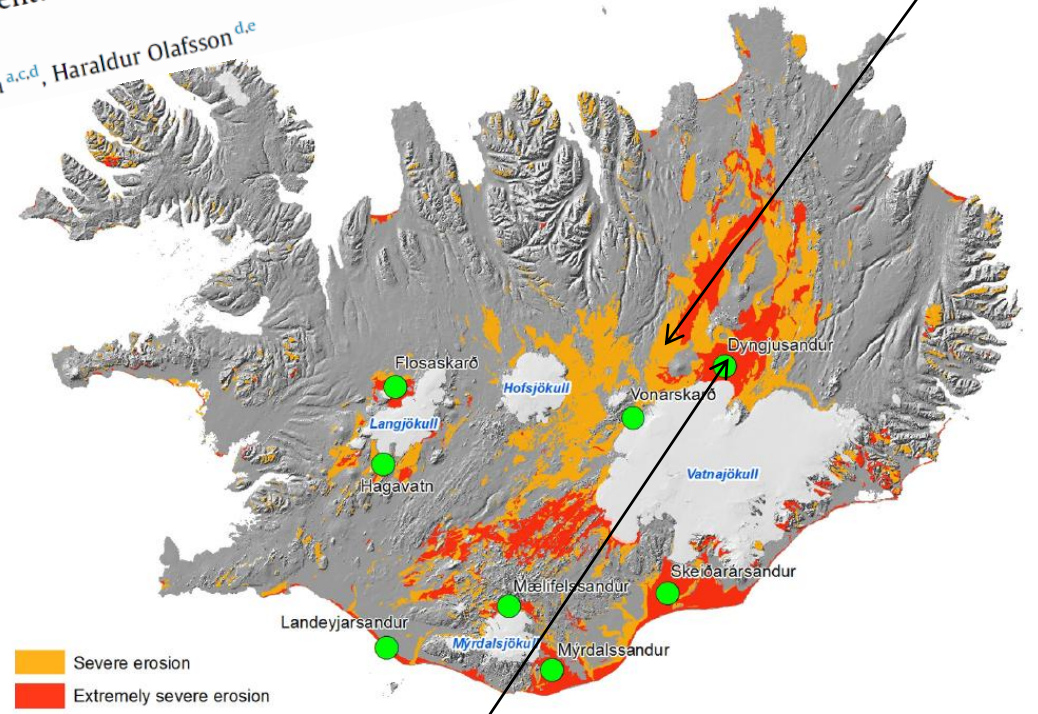 a,c,d, Haraldur Olafsson d,e
Dyngjusandur
Flosaskarð
Hofsjökull
Vonarskarð
Langjökull
Hagavatn
Vatnajökull
Skeiðarársandur
Mælifelssandur
Landeyjarsandur
Mýrdalsjökull
Mýrdalssandur
Severe erosion
Extremely severe erosion